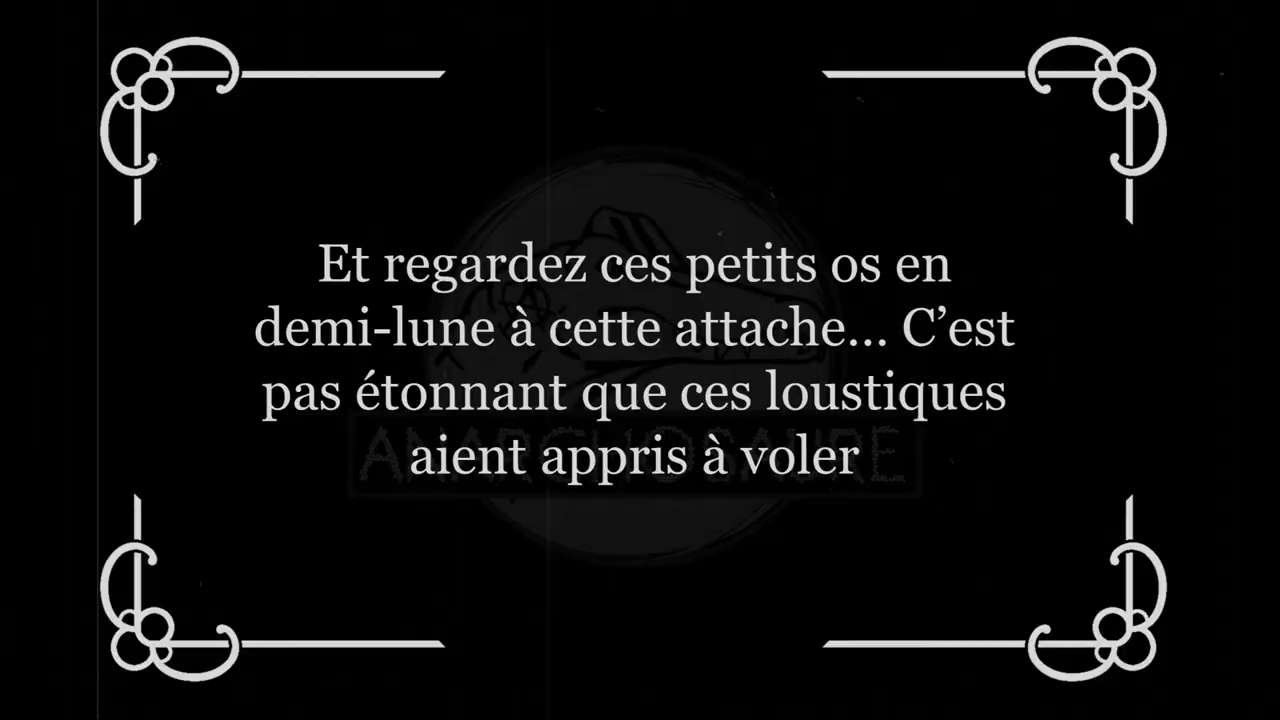 Et regardez ces petits os en
demi-lune à cette attache... C’est
pas étonnant que ces loustiques
aient appris à voler
ANARCHOSAURE